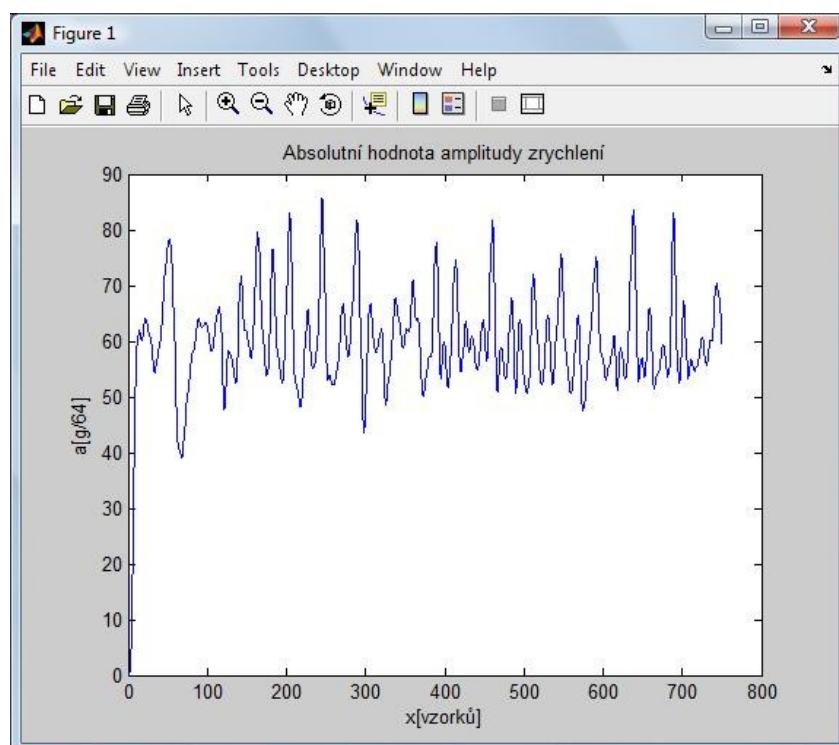 Figure 1
File Edit View Insert Tools Desktop Window Help
Absolutní hodnota amplitudy zrychlení
90
80
70
60
50
40
30
20
10
0
a[g/64]
0 100 200 300 400 500 600 700 800
x[vzorků]